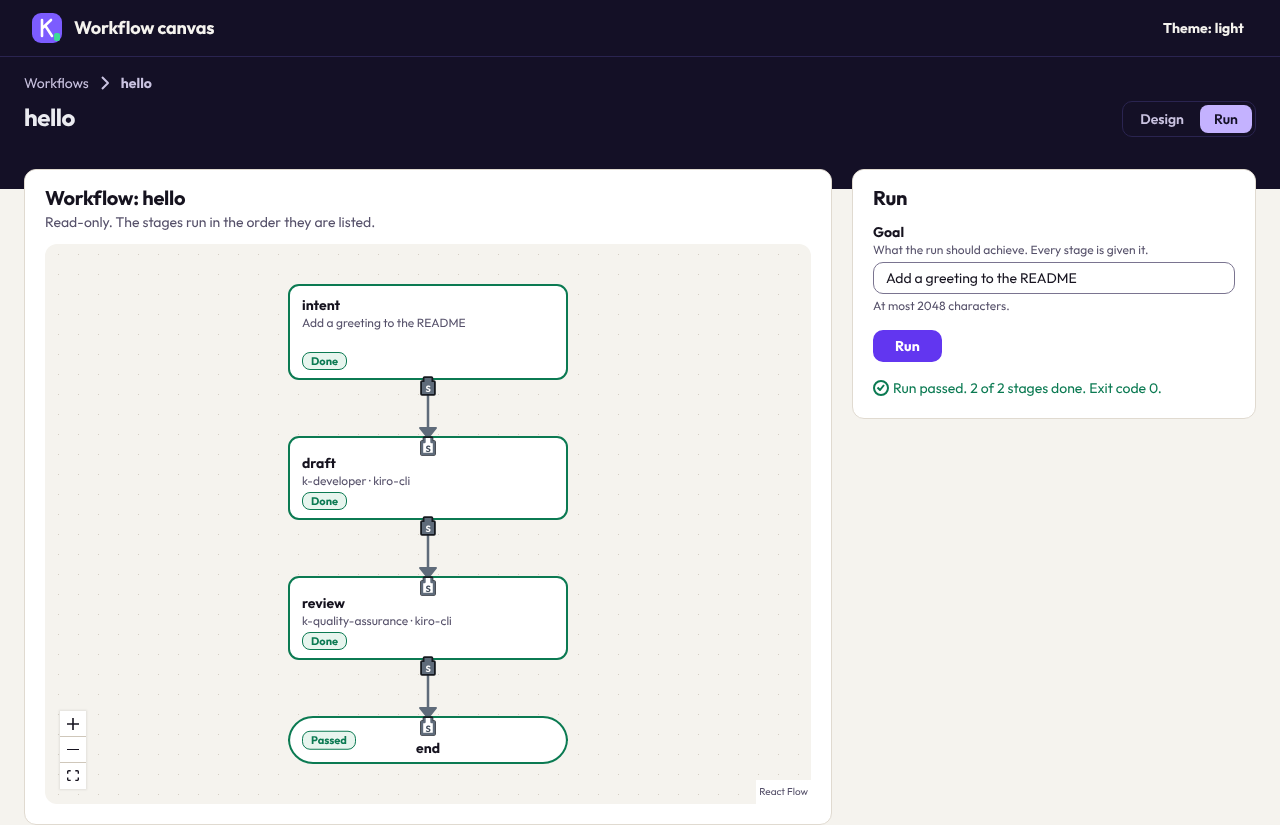 K
Workflow canvas
Theme: light
Workflows
hello
hello
Design
Run
Workflow: hello
Read-only. The stages run in the order they are listed.
intent
Add a greeting to the README
Done
S
S
draft
k-developer · kiro-cli
Done
S
S
review
k-quality-assurance · kiro-cli
Done
S
S
Passed
end
React Flow
Run
Goal
What the run should achieve. Every stage is given it.
Add a greeting to the README
At most 2048 characters.
Run
Run passed. 2 of 2 stages done. Exit code 0.